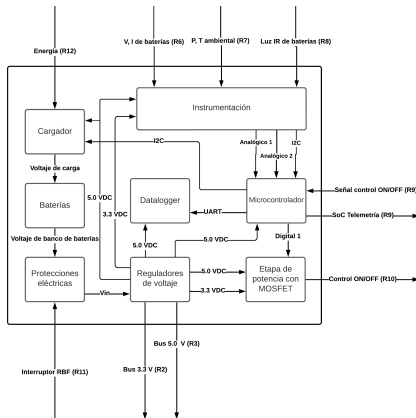 V, I de baterías (R6)
P, T ambiental (R7)
Luz IR de baterías (R8)
Energía (R12)
Instrumentación
Cargador
Analógico 1
I2C
I2C
Analógico 2
Voltaje de carga
Señal control ON/OFF (R9)
Baterías
5.0 VDC
3.3 VDC
Datalogger
Microcontrolador
UART
SoC Telemetría (R9)
Voltaje de banco de baterías
5.0 VDC
5.0 VDC
Digital 1
Protecciones
eléctricas
Vin
Reguladores
de voltaje
5.0 VDC
3.3 VDC
Etapa de
potencia con
MOSFET
Control ON/OFF (R10)
Bus 5.0 V (R3)
Bus 3.3 V (R2)
Interruptor RBF (R11)